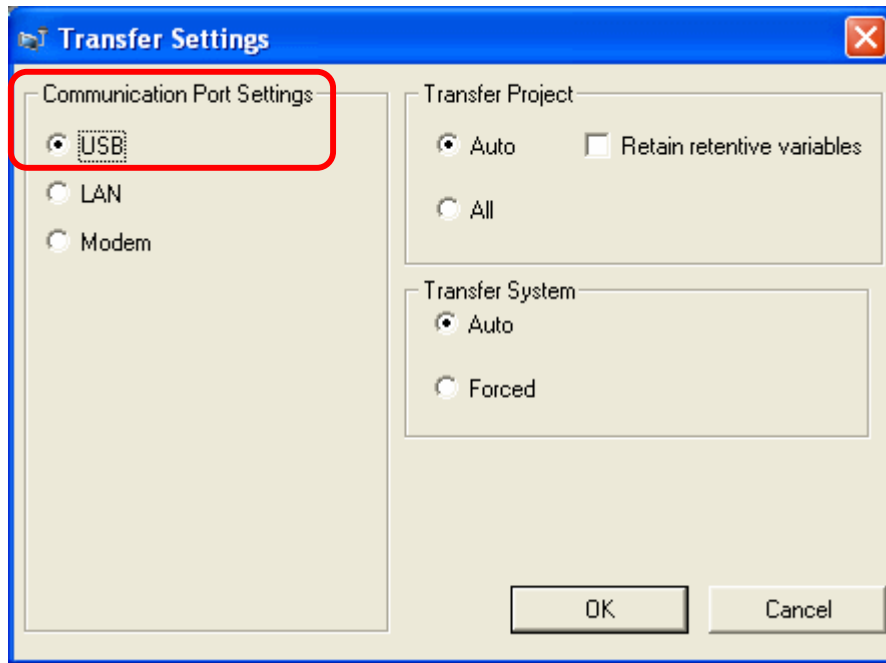 Transfer Settings
Communication Port Settings
USB
LAN
Modem
Transfer Project
Auto
Retain retentive variables
All
Transfer System
Auto
Forced
OK
Cancel